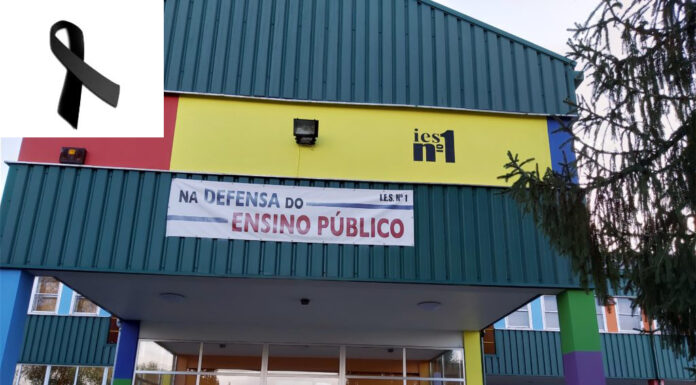 ies
nº1
NA DEFENSA DO
I.E.S. Nº 1
ENSINO PÚBLICO